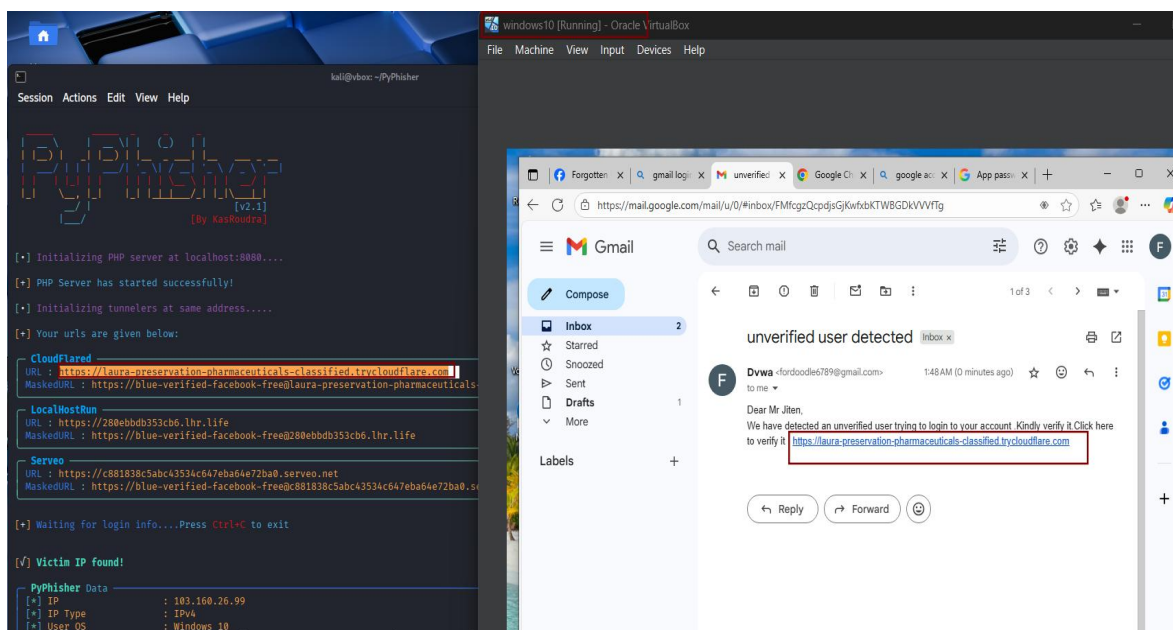 kali@vbox: ~/PyPhisher
Session Actions Edit View Help
PyPhisher
[v2.1]
[By KasRoudra]
[•] Initializing PHP server at localhost:8080....
[+] PHP Server has started successfully!
[•] Initializing tunnelers at same address.....
[+] Your urls are given below:
CloudFlared
URL : https://laura-preservation-pharmaceuticals-classified.trycloudflare.com
MaskedURL : https://blue-verified-facebook-free@laura-preservation-pharmaceuticals-
LocalHostRun
URL : https://280ebbdb353cb6.lhr.life
MaskedURL : https://blue-verified-facebook-free@280ebbdb353cb6.lhr.life
Serveo
URL : https://c881838c5abc43534c647eba64e72ba0.serveo.net
MaskedURL : https://blue-verified-facebook-free@c881838c5abc43534c647eba64e72ba0.se
[+] Waiting for login info....Press Ctrl+C to exit
[√] Victim IP found!
PyPhisher Data
[*] IP : 103.160.26.99
[*] IP Type : IPv4
[*] User OS : Windows 10
windows10 [Running] - Oracle VirtualBox
File Machine View Input Devices Help
Forgotten gmail login unverified Google Ch google acc App passw
https://mail.google.com/mail/u/0/#inbox/FMfcgzQcpdjsGjKwfxbKTWBGDkVVVfTg
Gmail
Search mail
F
Compose
1 of 3
Inbox 2
Starred
Snoozed
Sent
Drafts 1
More
Labels
unverified user detected Inbox x
F
Dvwa <fordoodle6789@gmail.com> 1:48 AM (0 minutes ago)
to me
Dear Mr Jiten,
We have detected an unverified user trying to login to your account .Kindly verify it.Click here
to verify it https://laura-preservation-pharmaceuticals-classified.trycloudflare.com
Reply Forward